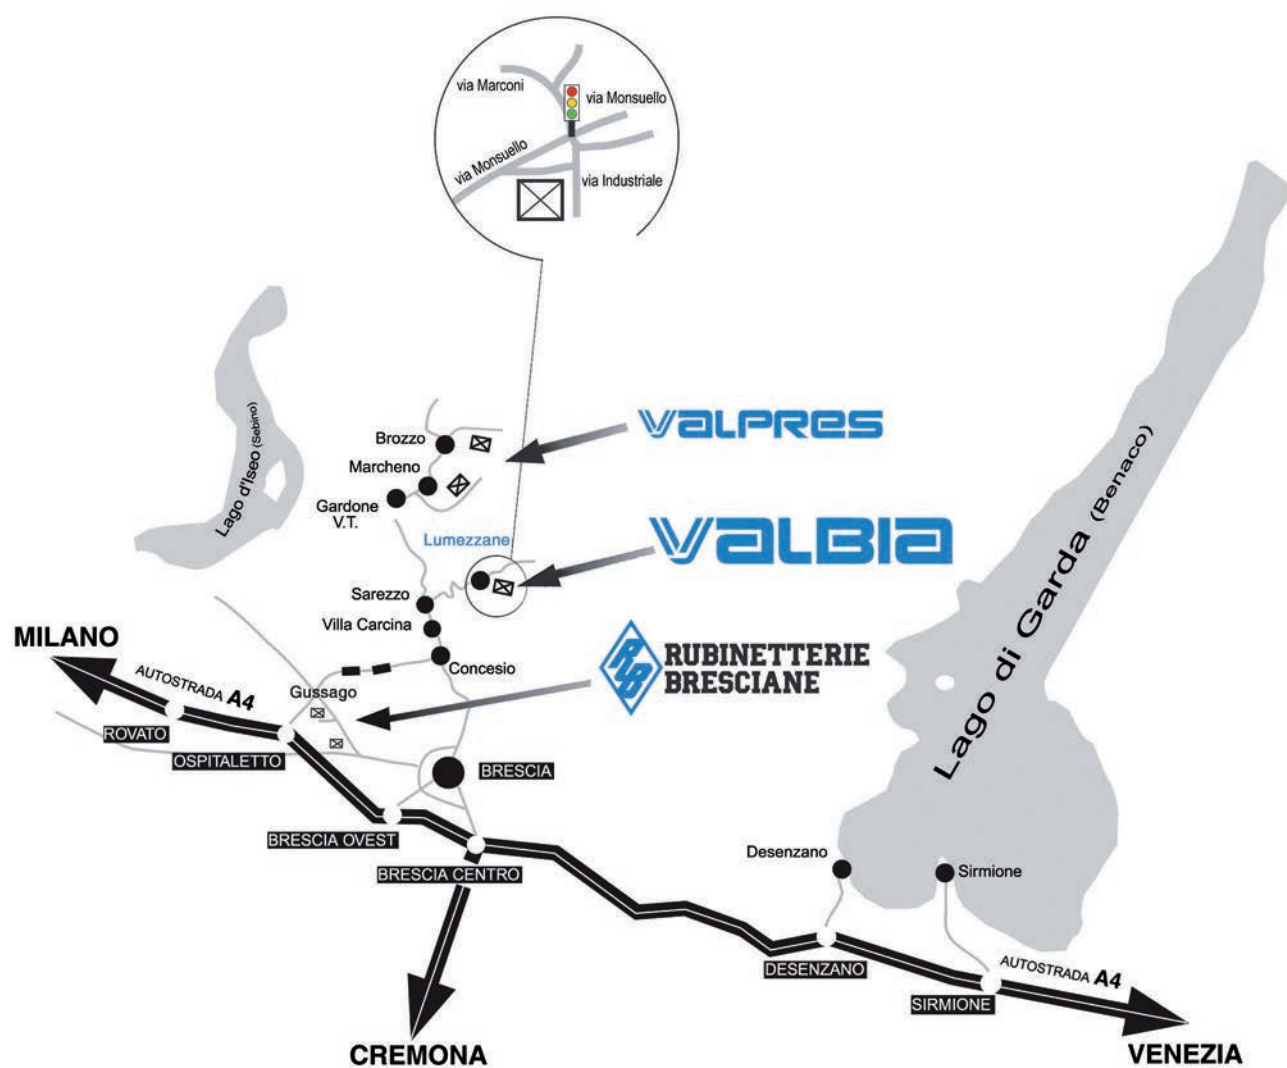 via Marconi
via Monsuello
via Monsuello
via Industriale
Lago d'Iseo (Sebino)
VALPRES
Brozzo
Marcheno
Gardone
V.T.
Lumezzane
VALBIA
Sarezzo
Villa Carcina
Concesio
RB
RUBINETTERIE
BRESCIANE
Lago di Garda (Benaco)
MILANO
AUTOSTRADA A4
Gussago
ROVATO
OSPITALETTO
BRESCIA
BRESCIA OVEST
BRESCIA CENTRO
Desenzano
Sirmione
DESENZANO
AUTOSTRADA A4
SIRMIONE
CREMONA
VENEZIA